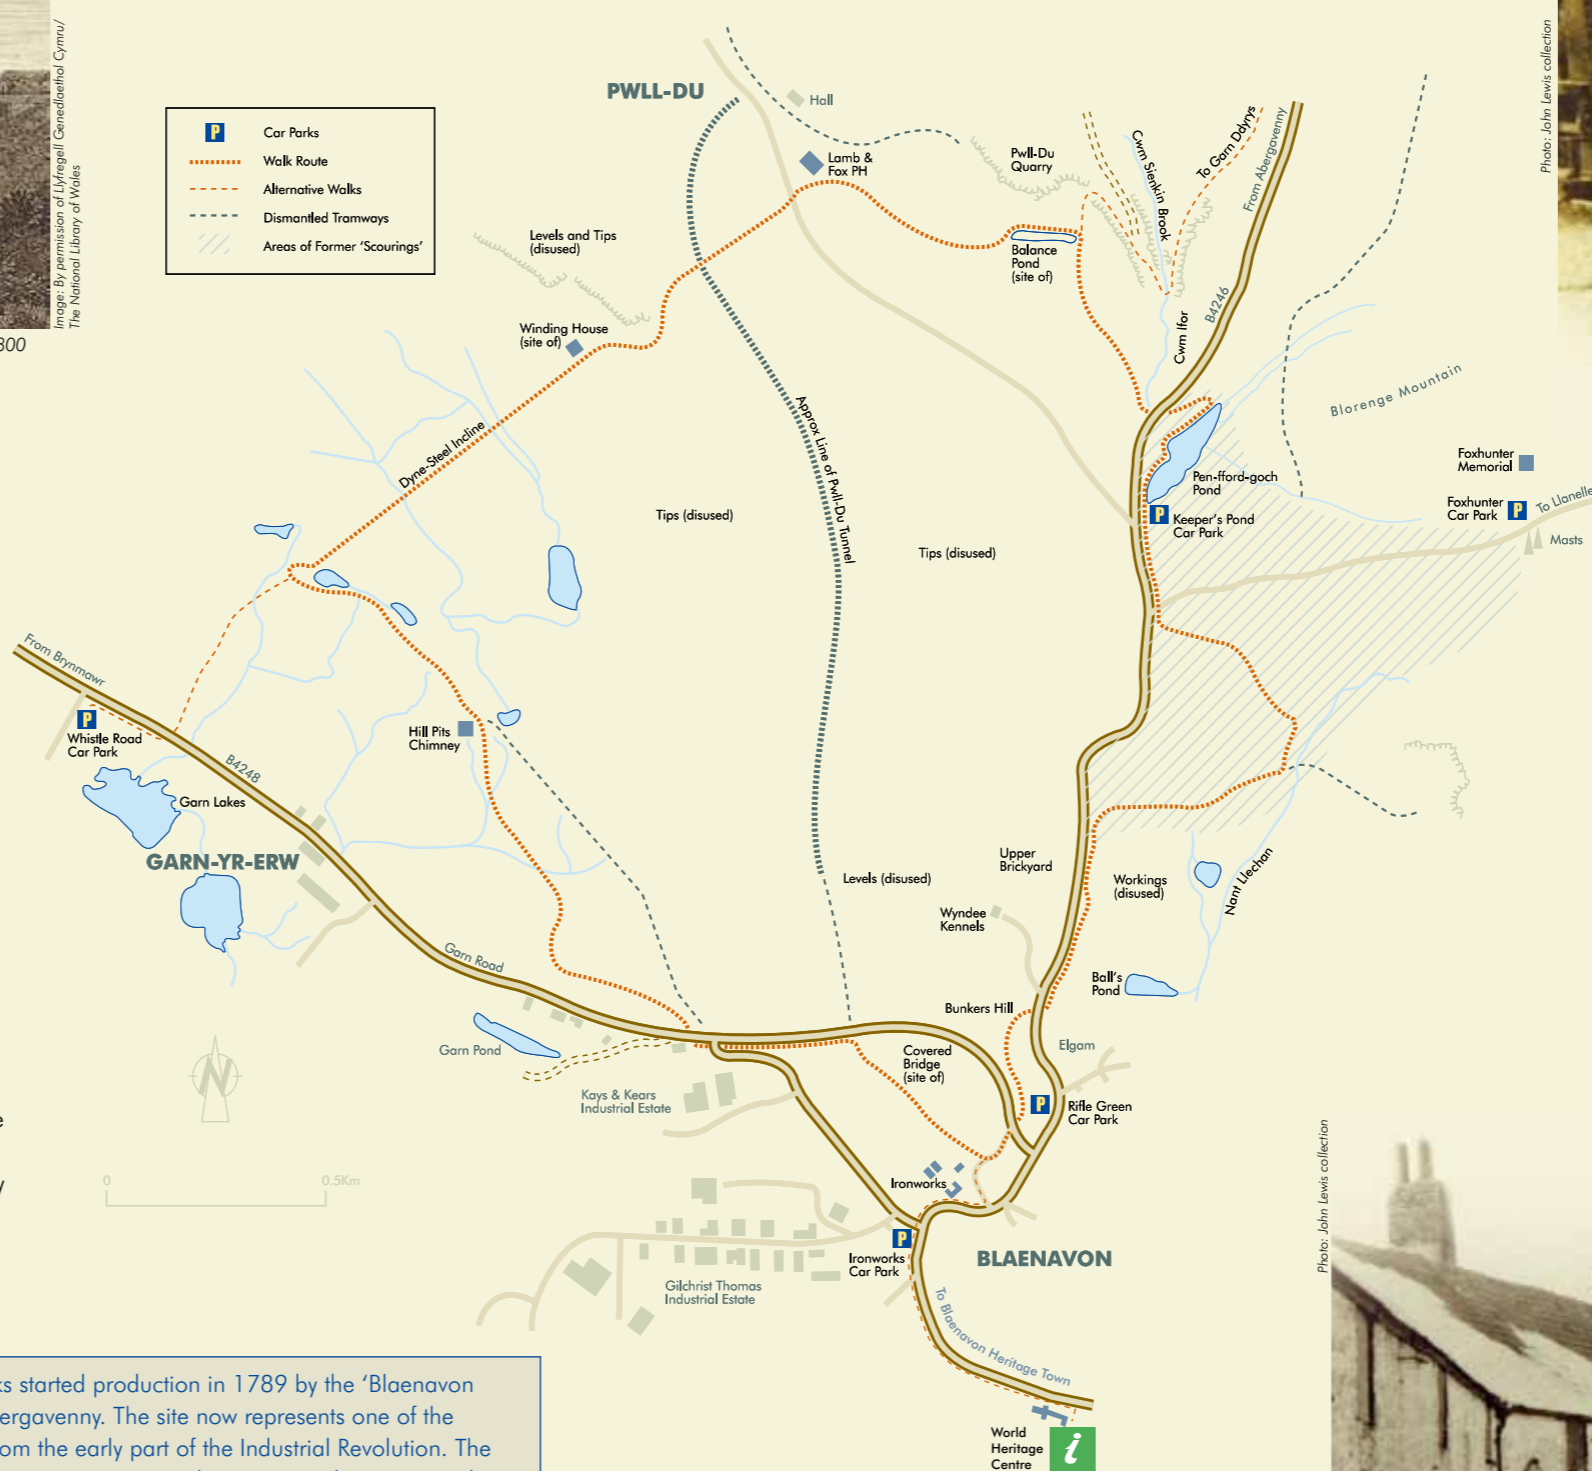 Image: By permission of Llyfregell Genedlaethol Cymru/
The National Library of Wales
Photo: John Lewis collection
800
P
Car Parks
Walk Route
Alternative Walks
Dismantled Tramways
Areas of Former 'Scourings'
PWLL-DU
Hall
Lamb &
Fox PH
Pwll-Du
Quarry
Cwm Sienkin Brook
To Garn Ddyrys
From Abergavenny
Levels and Tips
(disused)
Balance
Pond
(site of)
B4246
Cwm Ifor
Winding House
(site of)
Blorenge Mountain
Dyne-Steel Incline
Approx Line of Pwll-Du Tunnel
Foxhunter
Memorial
Pen-fford-goch
Pond
Foxhunter
Car Park
P
To Llanelle
Masts
P
Keeper's Pond
Car Park
Tips (disused)
Tips (disused)
From Brynmawr
P
Whistle Road
Car Park
Hill Pits
Chimney
B4248
Garn Lakes
GARN-YR-ERW
Upper
Brickyard
Levels (disused)
Workings
(disused)
Nant Llechan
Wyndee
Kennels
Garn Road
Ball's
Pond
Bunkers Hill
Garn Pond
Covered
Bridge
(site of)
Elgam
N
Kays & Kears
Industrial Estate
P
Rifle Green
Car Park
e
0
0.5Km
y
Ironworks
P
Ironworks
Car Park
BLAENAVON
Gilchrist Thomas
Industrial Estate
Photo: John Lewis collection
To Blaenavon Heritage Town
World
Heritage
Centre
i
ks started production in 1789 by the 'Blaenavon
ergavenny. The site now represents one of the
om the early part of the Industrial Revolution. The